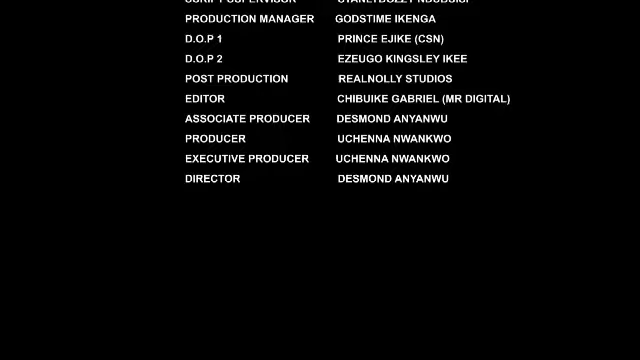 PRODUCTION MANAGER GODSTIME IKENGA
D.O.P 1 PRINCE EJIKE (CSN)
D.O.P 2 EZEUGO KINGSLEY IKEE
POST PRODUCTION REALNOLLY STUDIOS
EDITOR CHIBUIKE GABRIEL (MR DIGITAL)
ASSOCIATE PRODUCER DESMOND ANYANWU
PRODUCER UCHENNA NWANKWO
EXECUTIVE PRODUCER UCHENNA NWANKWO
DIRECTOR DESMOND ANYANWU